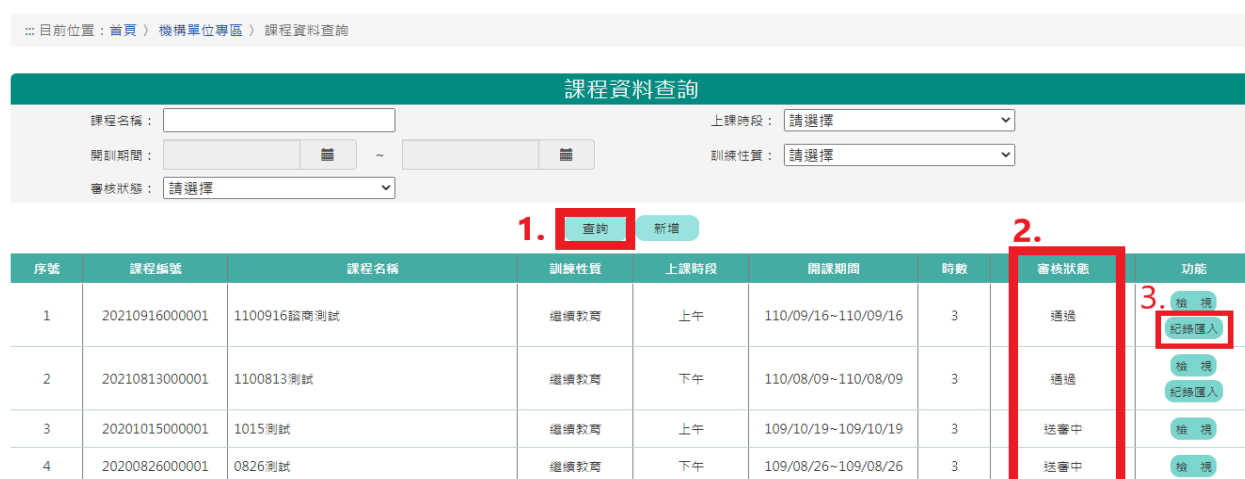 ::: 目前位置：首頁 〉 機構單位專區 〉 課程資料查詢
課程資料查詢
課程名稱：
上課時段： 請選擇
開訓期間： ~
訓練性質： 請選擇
審核狀態： 請選擇
1. 查詢 新增 2.
序號 課程編號 課程名稱 訓練性質 上課時段 開課期間 時數 審核狀態 功能
1 20210916000001 1100916諮商測試 繼續教育 上午 110/09/16~110/09/16 3 通過 3. 檢 視
紀錄匯入
2 20210813000001 1100813測試 繼續教育 下午 110/08/09~110/08/09 3 通過 檢 視
紀錄匯入
3 20201015000001 1015測試 繼續教育 上午 109/10/19~109/10/19 3 送審中 檢 視
4 20200826000001 0826測試 繼續教育 下午 109/08/26~109/08/26 3 送審中 檢 視